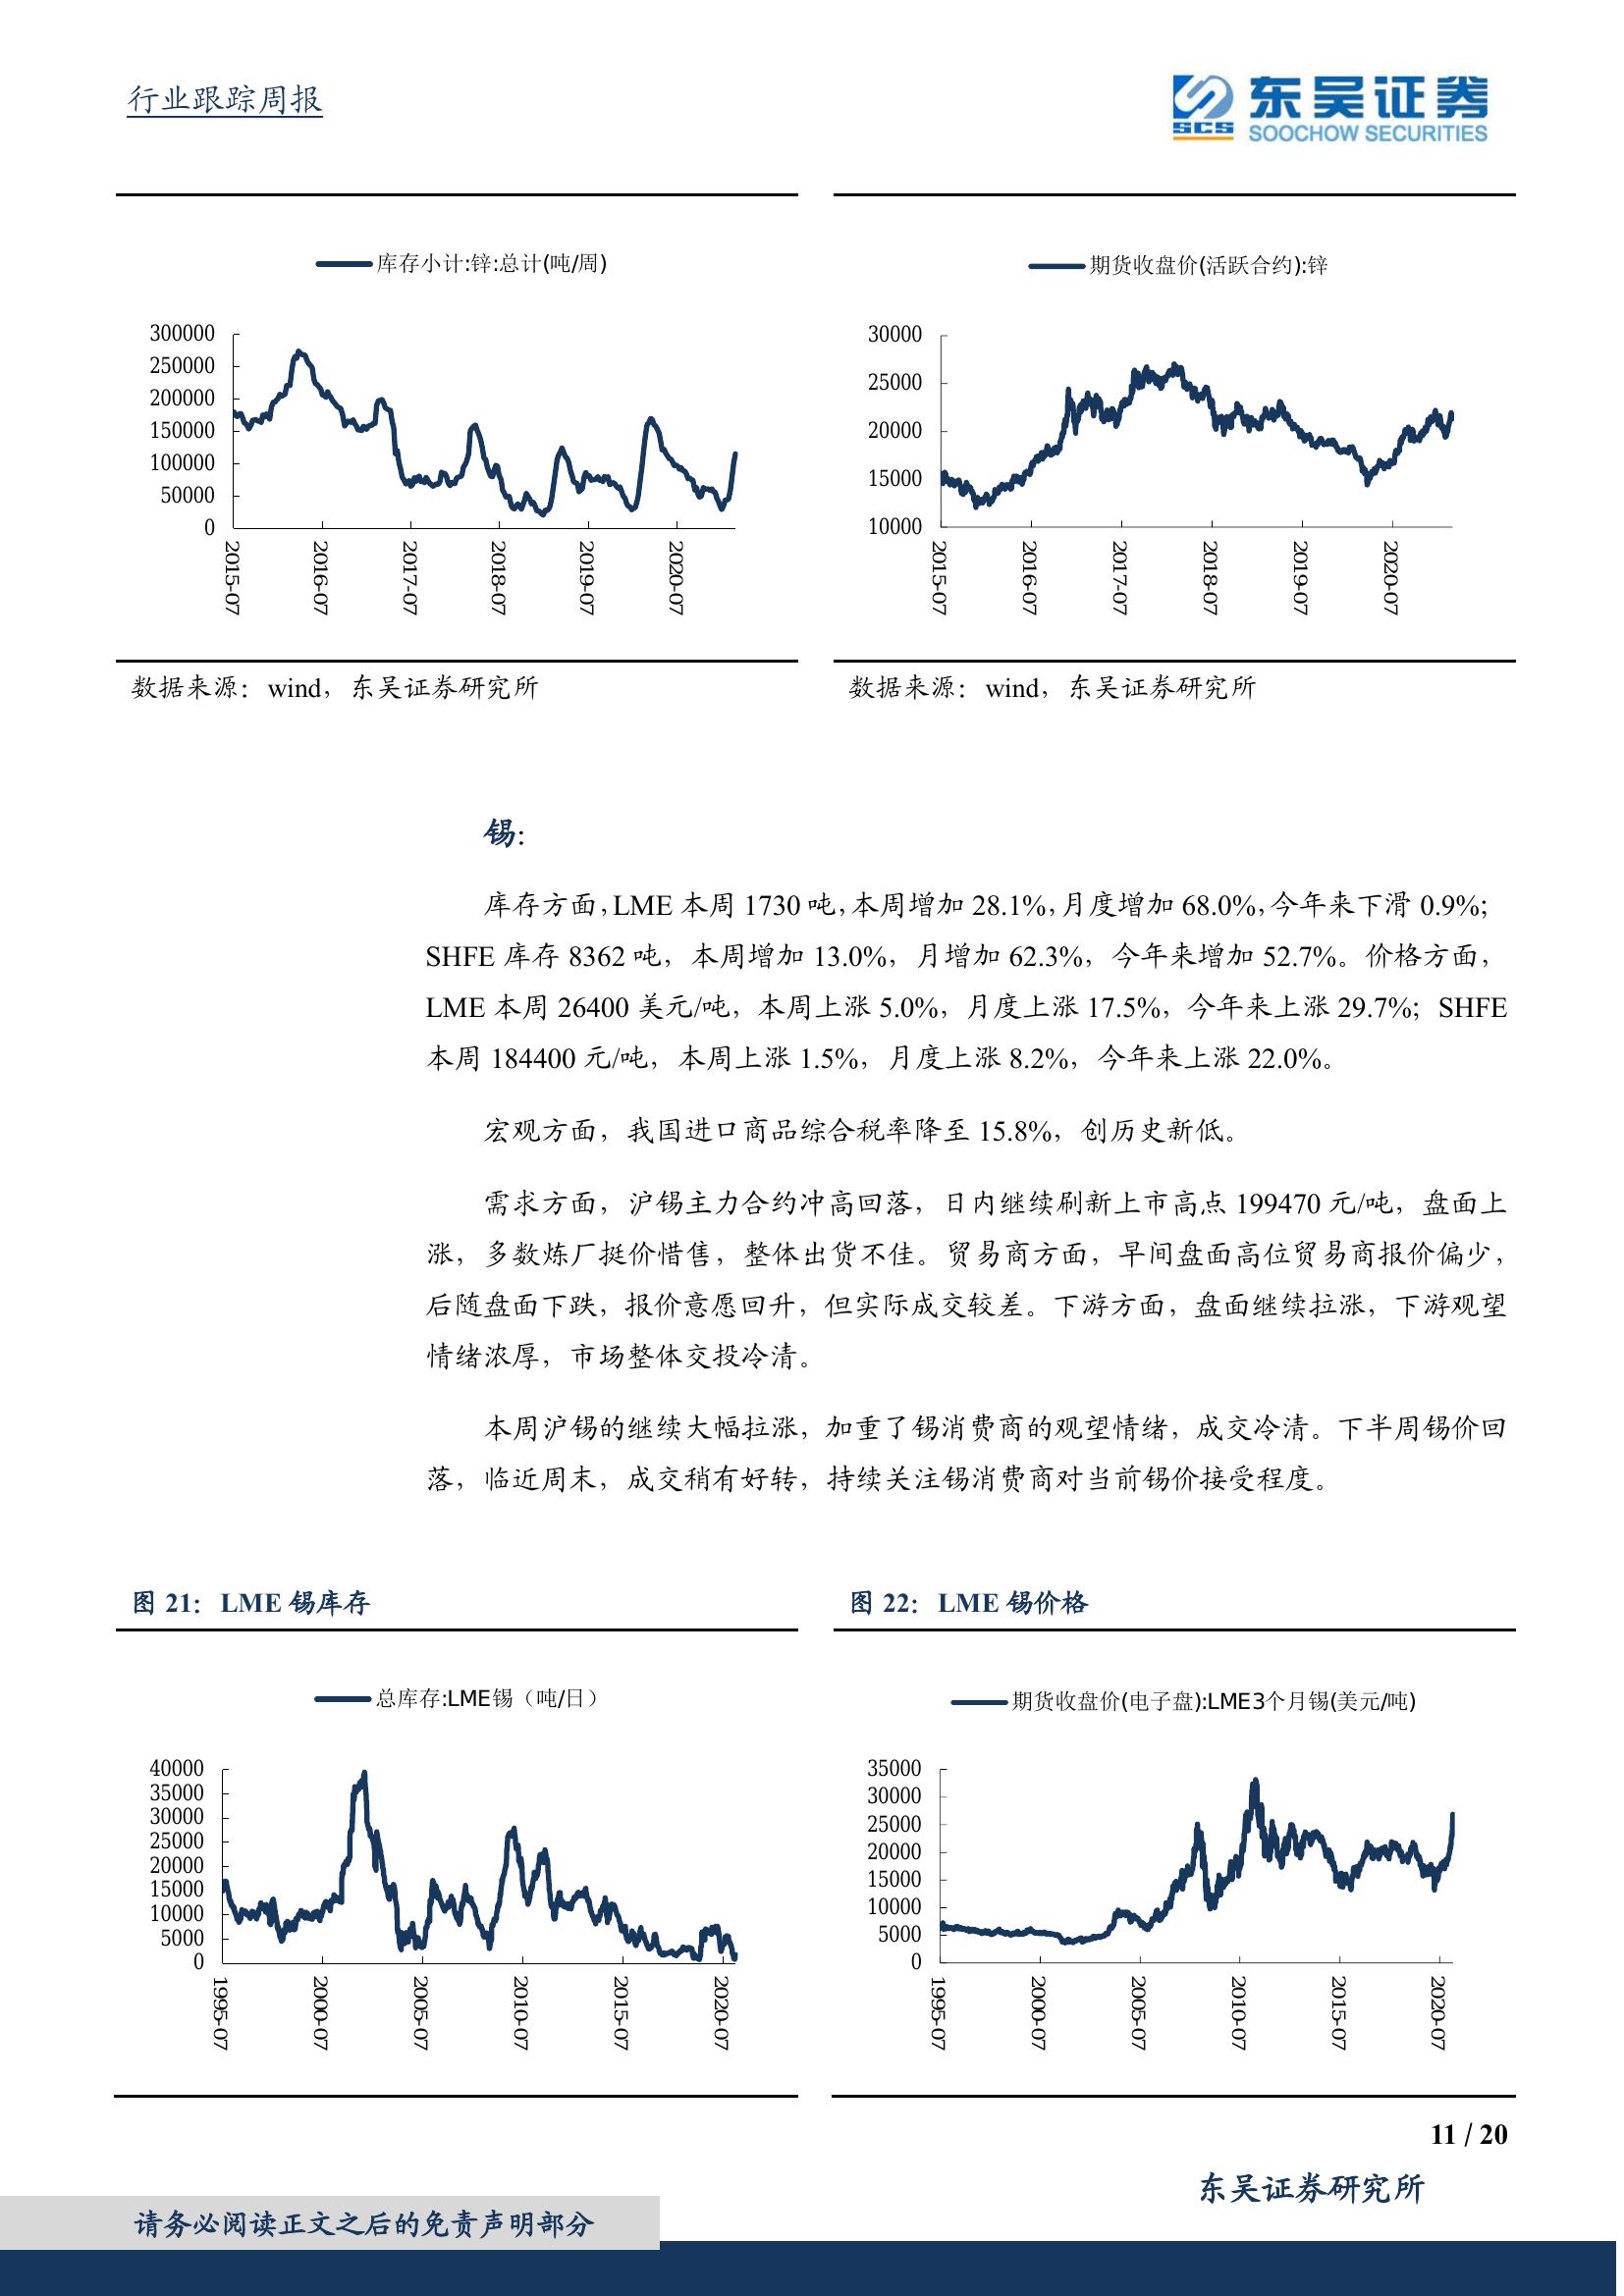 行业跟踪周报
东吴证券
SCS
SOOCHOW SECURITIES
库存小计:锌:总计(吨/周)
300000
250000
200000
150000
100000
50000
0
2015-07
2016-07
2017-07
2018-07
2019-07
2020-07
期货收盘价(活跃合约):锌
30000
25000
20000
15000
10000
2015-07
2016-07
2017-07
2018-07
2019-07
2020-07
数据来源：wind，东吴证券研究所
数据来源：wind，东吴证券研究所
锡：
库存方面，LME 本周 1730 吨，本周增加 28.1%，月度增加 68.0%，今年来下滑 0.9%；
SHFE 库存 8362 吨，本周增加 13.0%，月增加 62.3%，今年来增加 52.7%。价格方面，
LME 本周 26400 美元/吨，本周上涨 5.0%，月度上涨 17.5%，今年来上涨 29.7%；SHFE
本周 184400 元/吨，本周上涨 1.5%，月度上涨 8.2%，今年来上涨 22.0%。
宏观方面，我国进口商品综合税率降至 15.8%，创历史新低。
需求方面，沪锡主力合约冲高回落，日内继续刷新上市高点 199470 元/吨，盘面上
涨，多数炼厂挺价惜售，整体出货不佳。贸易商方面，早间盘面高位贸易商报价偏少，
后随盘面下跌，报价意愿回升，但实际成交较差。下游方面，盘面继续拉涨，下游观望
情绪浓厚，市场整体交投冷清。
本周沪锡的继续大幅拉涨，加重了锡消费商的观望情绪，成交冷清。下半周锡价回
落，临近周末，成交稍有好转，持续关注锡消费商对当前锡价接受程度。
图 21：LME 锡库存
图 22：LME 锡价格
总库存:LME锡（吨/日）
40000
35000
30000
25000
20000
15000
10000
5000
0
1995-07
2000-07
2005-07
2010-07
2015-07
2020-07
期货收盘价(电子盘):LME3个月锡(美元/吨)
35000
30000
25000
20000
15000
10000
5000
0
1995-07
2000-07
2005-07
2010-07
2015-07
2020-07
11 / 20
东吴证券研究所
请务必阅读正文之后的免责声明部分